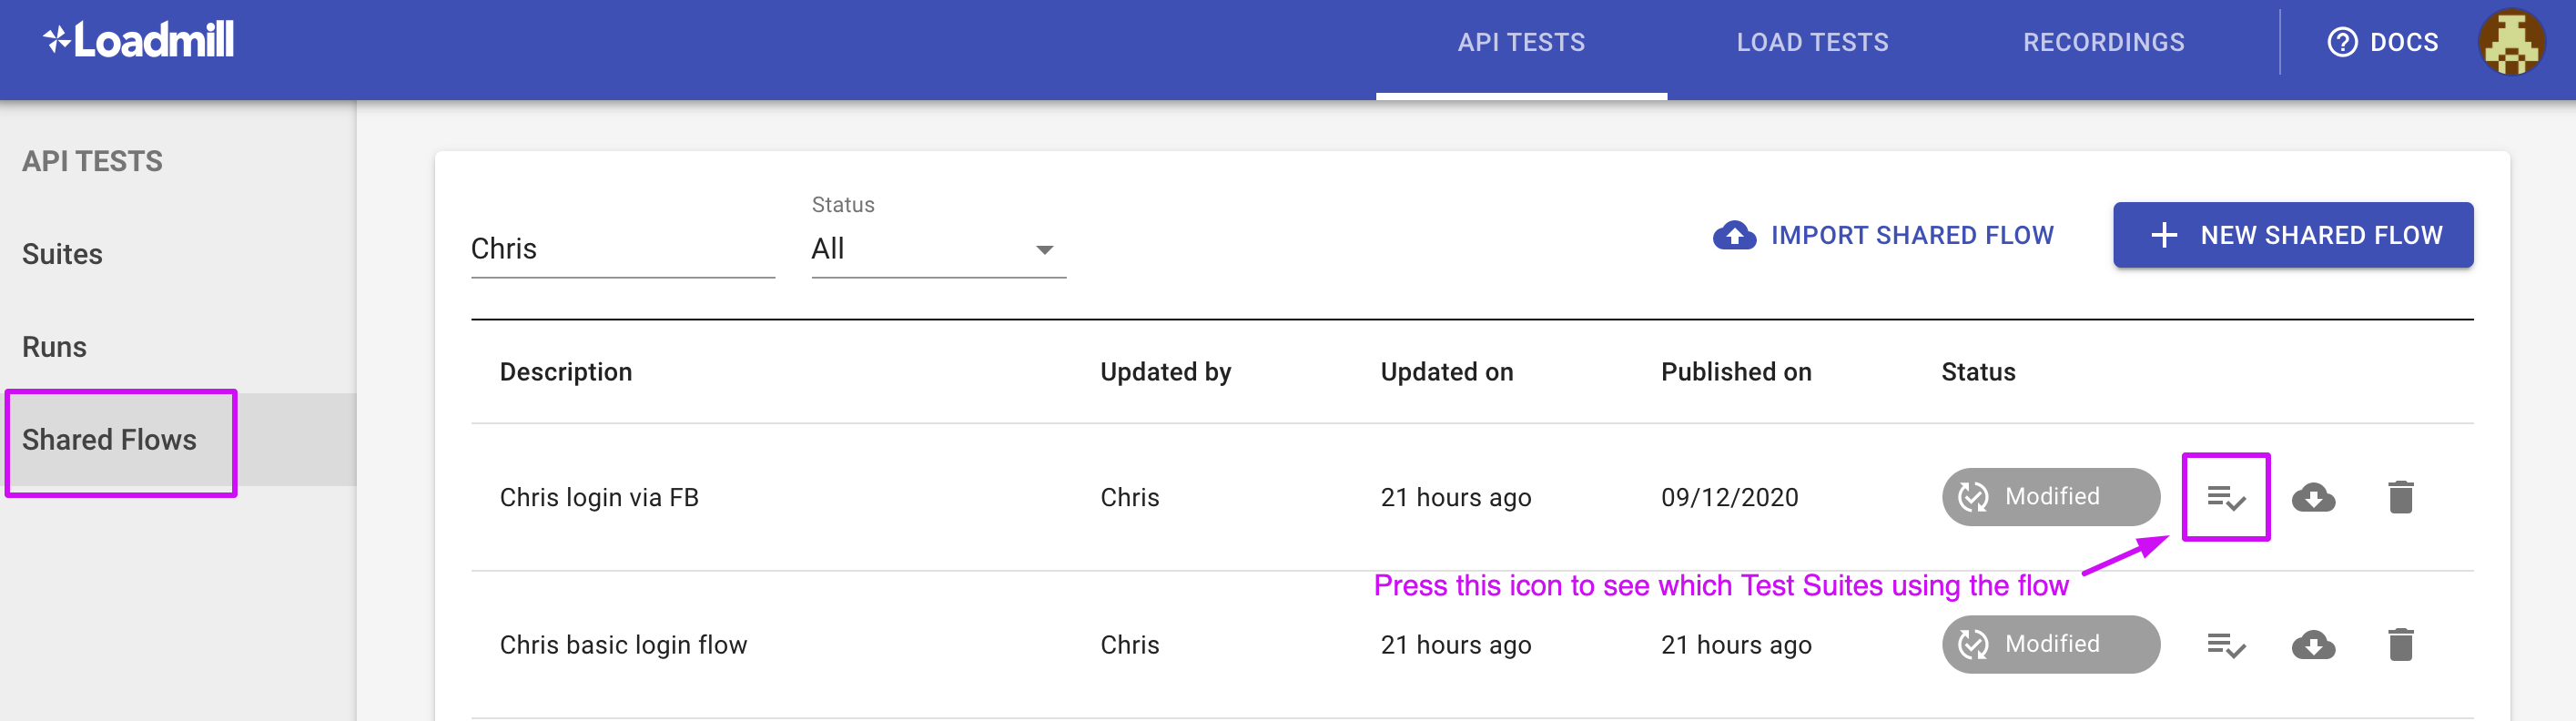 Loadmill
API TESTS
LOAD TESTS
RECORDINGS
DOCS
API TESTS
Suites
Runs
Shared Flows
Chris
Status
All
IMPORT SHARED FLOW
NEW SHARED FLOW
Description Updated by Updated on Published on Status
Chris login via FB Chris 21 hours ago 09/12/2020 Modified
Press this icon to see which Test Suites using the flow
Chris basic login flow Chris 21 hours ago 21 hours ago Modified